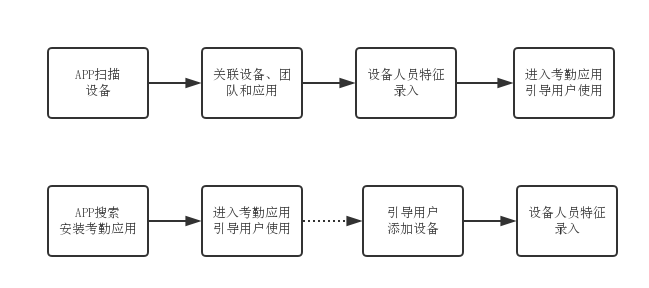 APP扫描
设备
关联设备、团
队和应用
设备人员特征
录入
进入考勤应用
引导用户使用
APP搜索
安装考勤应用
进入考勤应用
引导用户使用
引导用户
添加设备
设备人员特征
录入